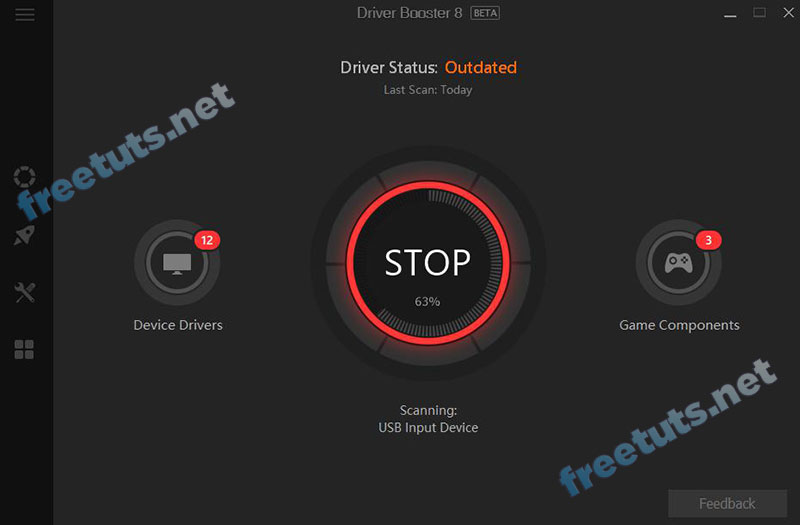 Driver Booster 8 BETA
Driver Status: Outdated
Last Scan: Today
freetuts.net
12
3
STOP
63%
Device Drivers
Game Components
Scanning:
USB Input Device
freetuts.net
Feedback